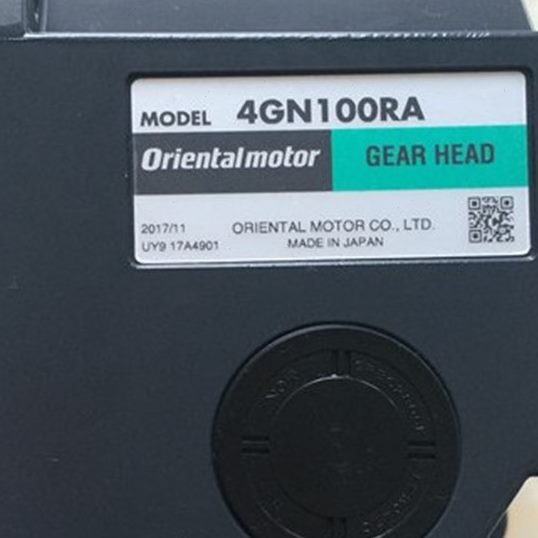 MODEL 4GN100RA
Orientalmotor GEAR HEAD
2017/11 ORIENTAL MOTOR CO., LTD.
UY9 17A4901 MADE IN JAPAN